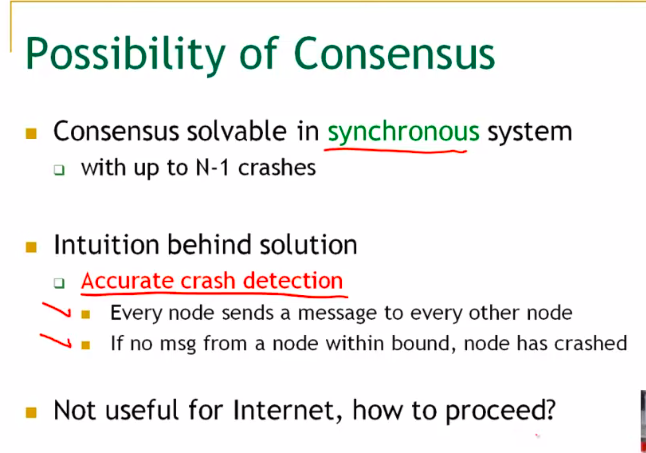 Possibility of Consensus
Consensus solvable in synchronous system
with up to N-1 crashes
Intuition behind solution
Accurate crash detection
Every node sends a message to every other node
If no msg from a node within bound, node has crashed
Not useful for Internet, how to proceed?